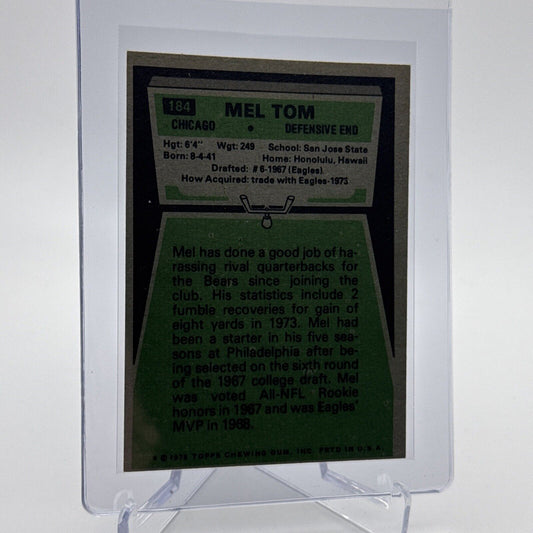 184 MEL TOM
CHICAGO • DEFENSIVE END
Hgt: 6'4" Wgt: 249 School: San Jose State
Born: 8-4-41 Home: Honolulu, Hawaii
Drafted: #6-1967 (Eagles)
How Acquired: trade with Eagles-1973
Mel has done a good job of ha-
rassing rival quarterbacks for
the Bears since joining the
club. His statistics include 2
fumble recoveries for gain of
eight yards in 1973. Mel had
been a starter in his five sea-
sons at Philadelphia after be-
ing selected on the sixth round
of the 1967 college draft. Mel
was voted All-NFL Rookie
honors in 1967 and was Eagles'
MVP in 1968.
© 1975 TOPPS CHEWING GUM, INC. PRTD IN U.S.A.